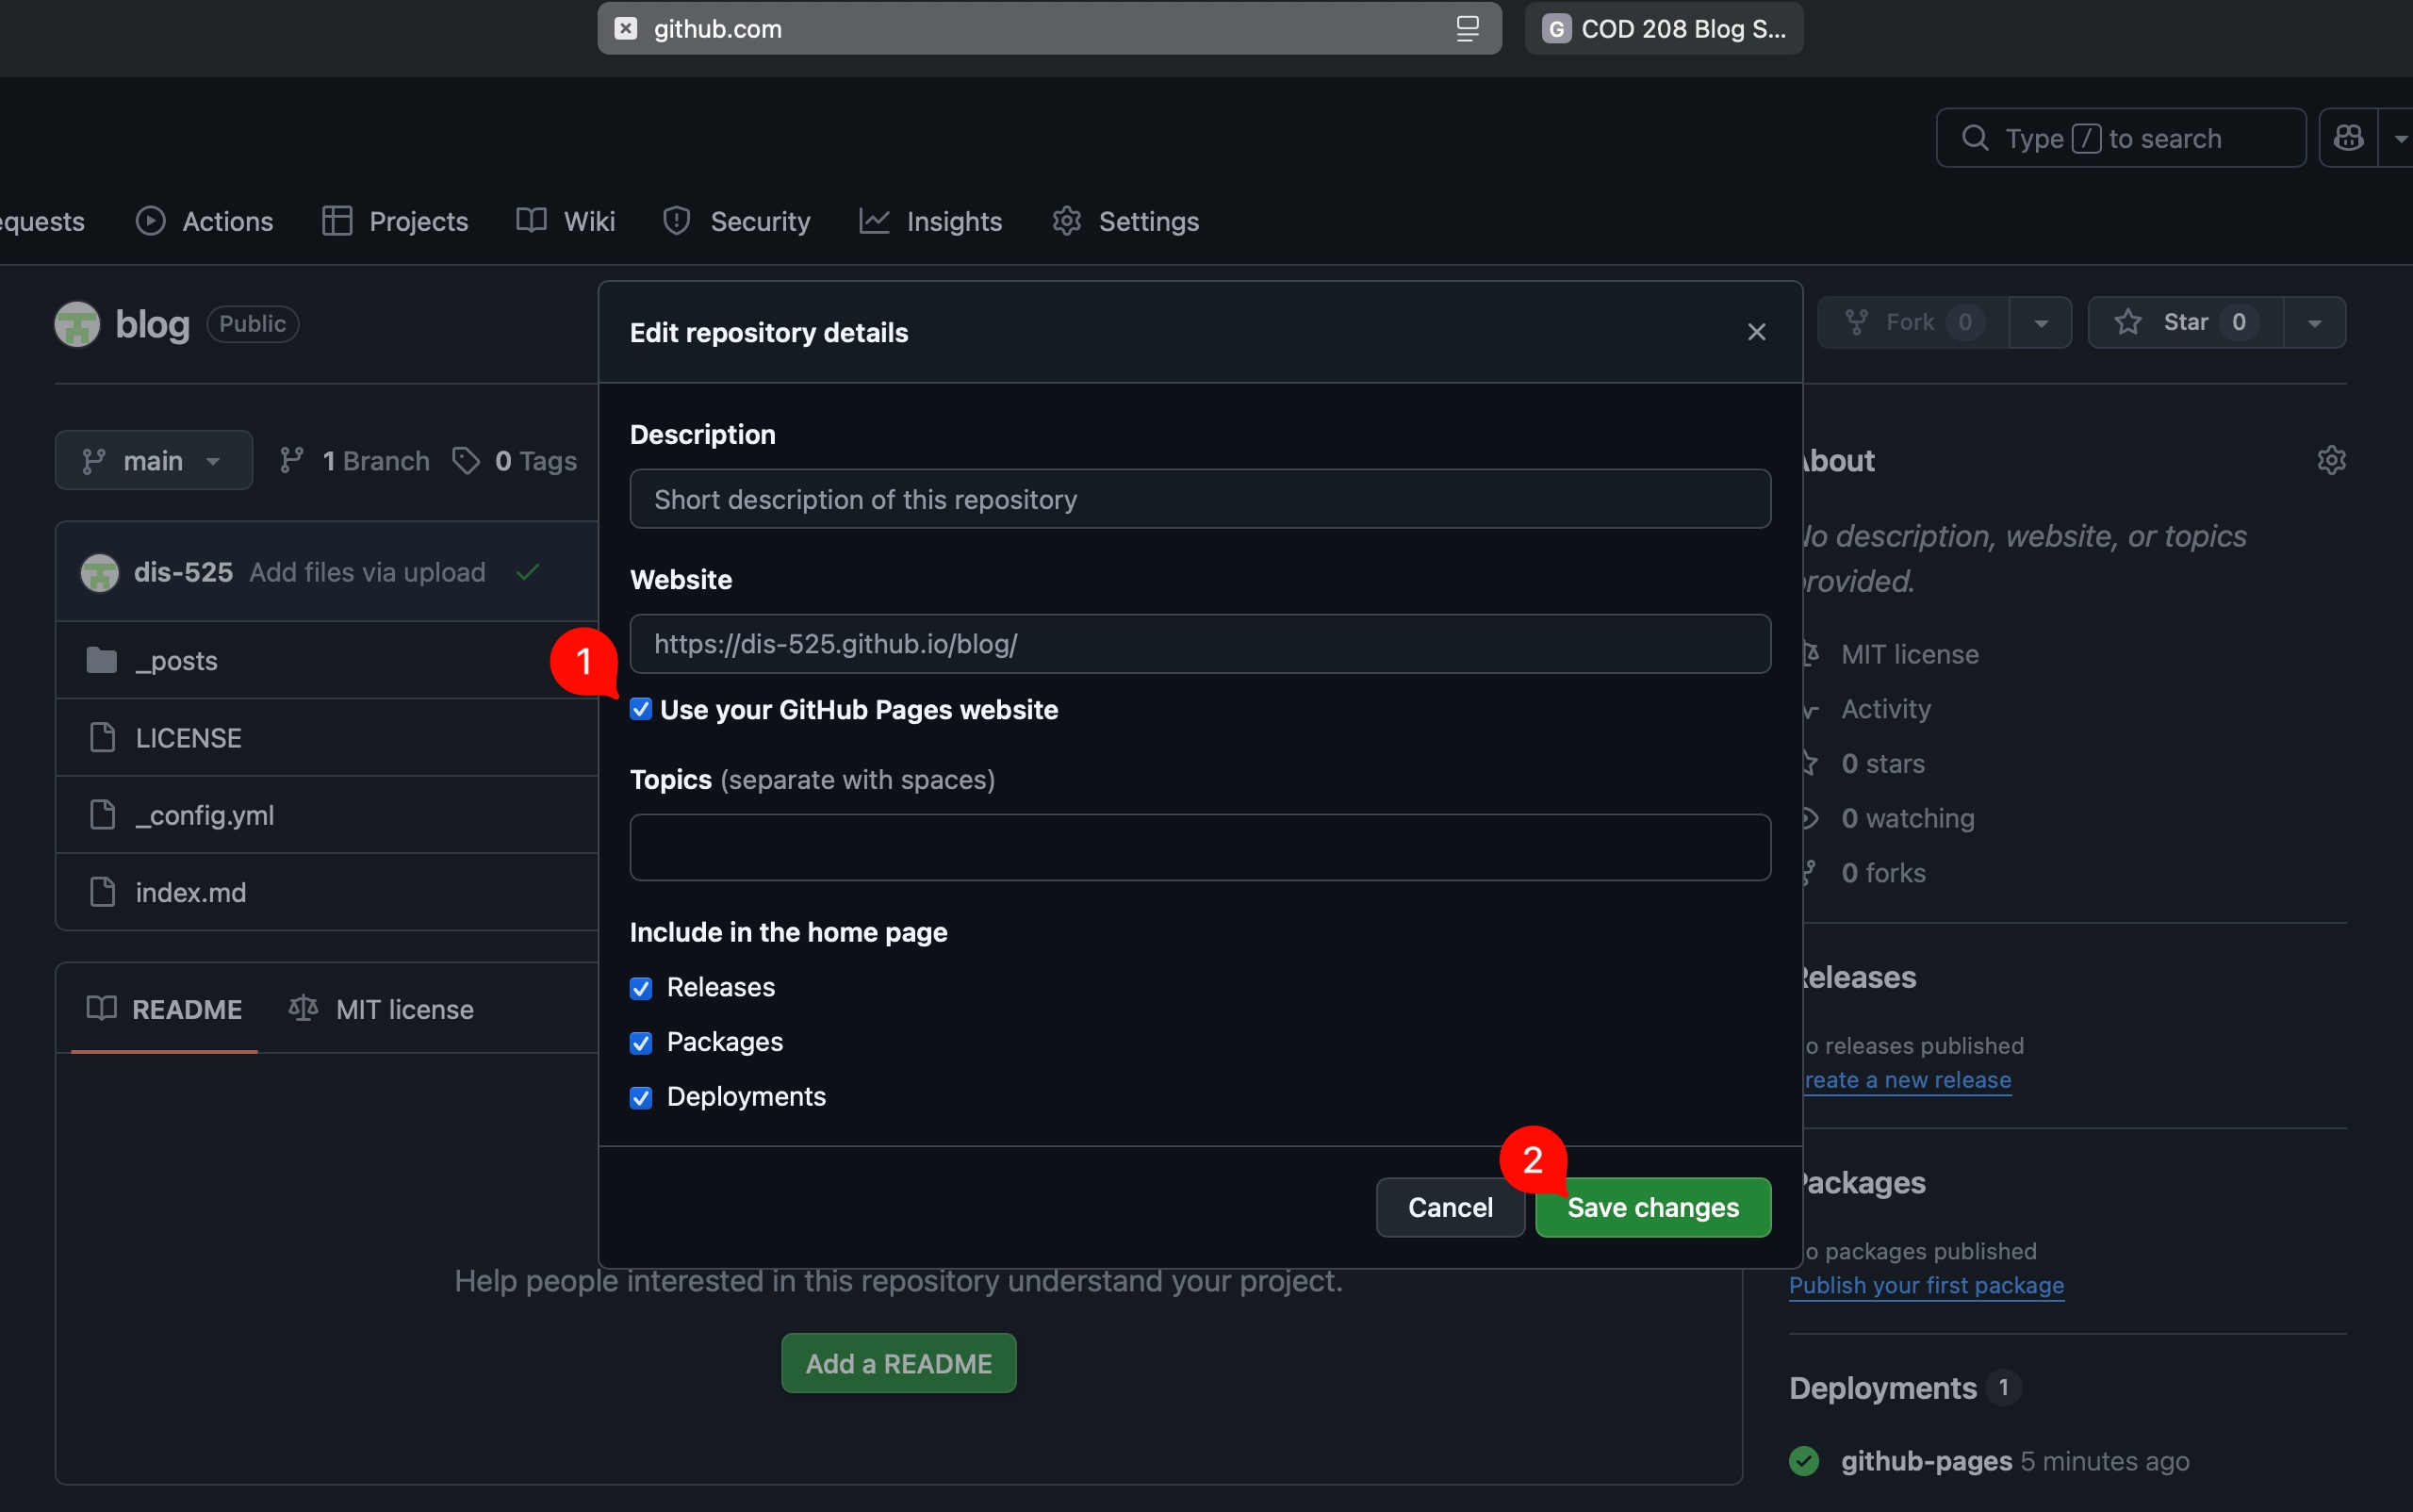 github.com
G COD 208 Blog S...
Type / to search
equests Actions Projects Wiki Security Insights Settings
blog Public
Fork 0 Star 0
main 1 Branch 0 Tags
dis-525 Add files via upload
_posts
LICENSE
_config.yml
index.md
README MIT license
Help people interested in this repository understand your project.
Add a README
Edit repository details
Description
Short description of this repository
Website
https://dis-525.github.io/blog/
1
Use your GitHub Pages website
Topics (separate with spaces)
Include in the home page
Releases
Packages
Deployments
2
Cancel Save changes
About
No description, website, or topics
provided.
MIT license
Activity
0 stars
0 watching
0 forks
Releases
o releases published
reate a new release
Packages
o packages published
Publish your first package
Deployments 1
github-pages 5 minutes ago